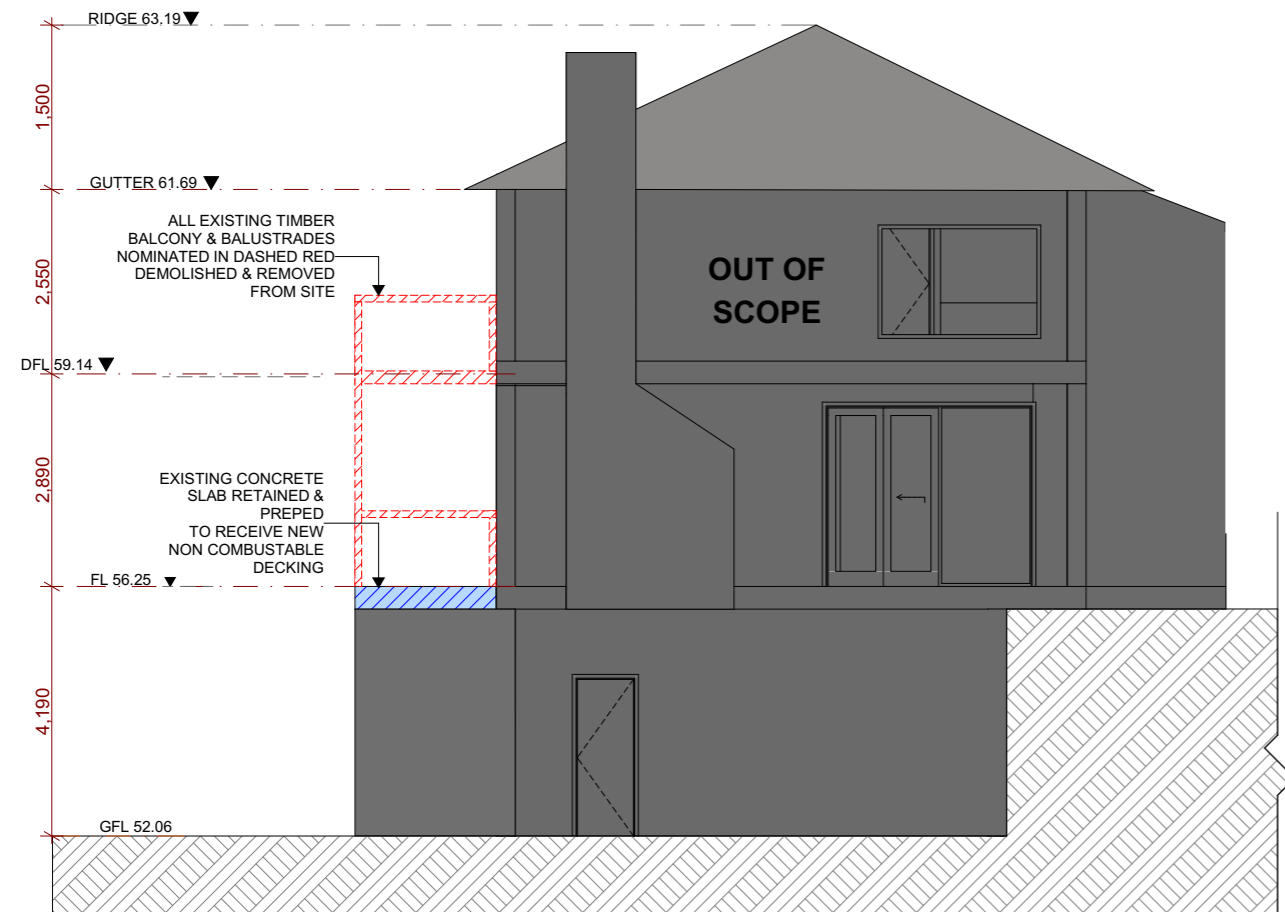 RIDGE 63.19
1,500
GUTTER 61.69
ALL EXISTING TIMBER
BALCONY & BALUSTRADES
NOMINATED IN DASHED RED
DEMOLISHED & REMOVED
FROM SITE
OUT OF
SCOPE
2,550
DFL 59.14
2,890
EXISTING CONCRETE
SLAB RETAINED &
PREPED
TO RECEIVE NEW
NON COMBUSTABLE
DECKING
FL 56.25
4,190
GFL 52.06